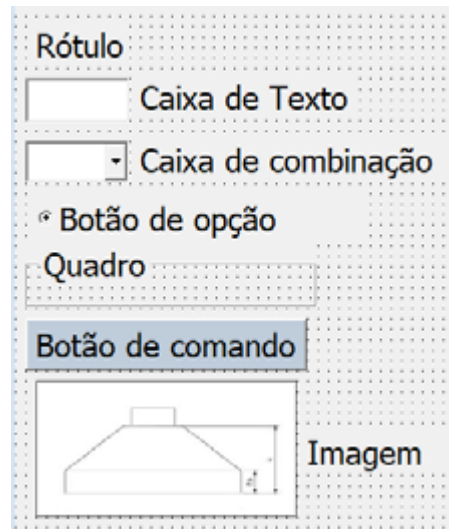 Rótulo
Caixa de Texto
Caixa de combinação
Botão de opção
Quadro
Botão de comando
Imagem